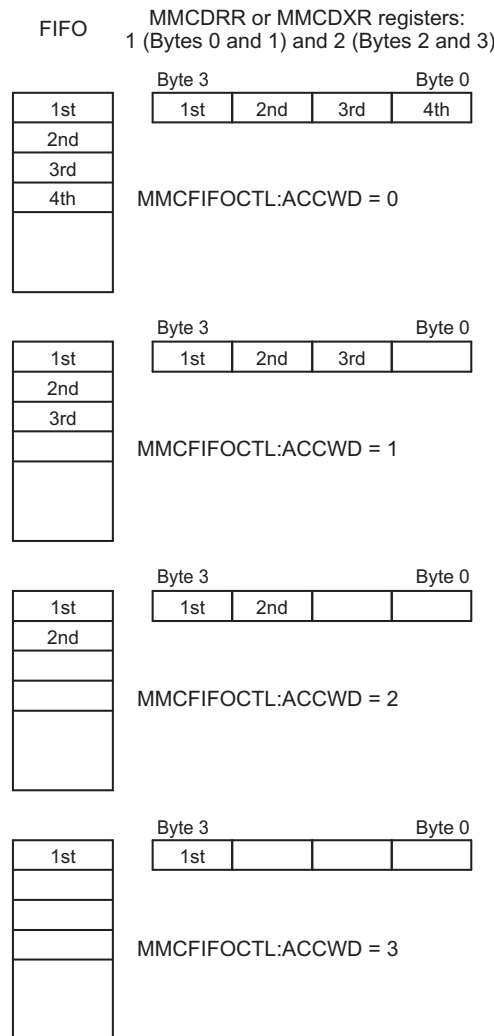 FIFO
MMCDRR or MMCDXR registers:
1 (Bytes 0 and 1) and 2 (Bytes 2 and 3)
Byte 3 Byte 0
1st 1st 2nd 3rd 4th
2nd
3rd
4th MMCFIFOCTL:ACCWD = 0
Byte 3 Byte 0
1st 1st 2nd 3rd
2nd
3rd
MMCFIFOCTL:ACCWD = 1
Byte 3 Byte 0
1st 1st 2nd
2nd
MMCFIFOCTL:ACCWD = 2
Byte 3 Byte 0
1st 1st
MMCFIFOCTL:ACCWD = 3